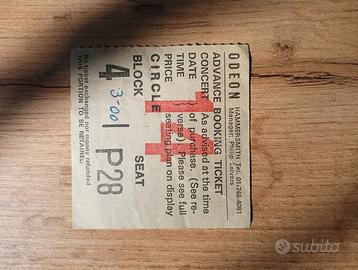 ODEON HAMMERSMITH Tel. 01-748-4081
Manager: Philip Leivers
ADVANCE BOOKING TICKET
CONCERT As advised at the time
DATE of purchase. (See re-
TIME verse) Please see full
PRICE seating plan on display
CIRCLE
BLOCK SEAT
4 3-00 P28
No ticket exchanged nor money refunded
THIS PORTION TO BE RETAINED
subito